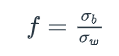 f = σ_b / σ_w